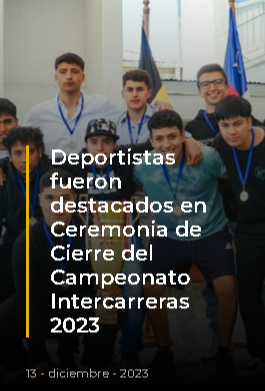 Deportistas
fueron
destacados en
Ceremonia de
Cierre del
Campeonato
Intercarreras
2023
13 - diciembre - 2023